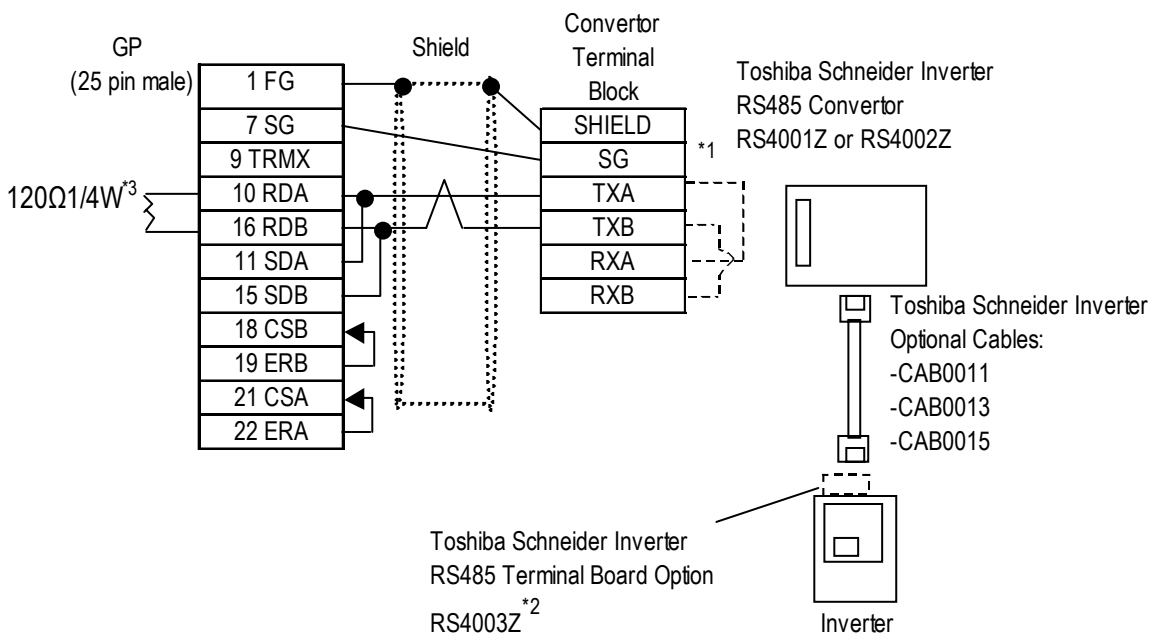 GP
(25 pin male)
1 FG
7 SG
9 TRMX
10 RDA
16 RDB
11 SDA
15 SDB
18 CSB
19 ERB
21 CSA
22 ERA
120Ω1/4W*3
Shield
Convertor
Terminal
Block
SHIELD
SG
TXA
TXB
RXA
RXB
*1
Toshiba Schneider Inverter
RS485 Convertor
RS4001Z or RS4002Z
Toshiba Schneider Inverter
Optional Cables:
-CAB0011
-CAB0013
-CAB0015
Toshiba Schneider Inverter
RS485 Terminal Board Option
RS4003Z*2
Inverter